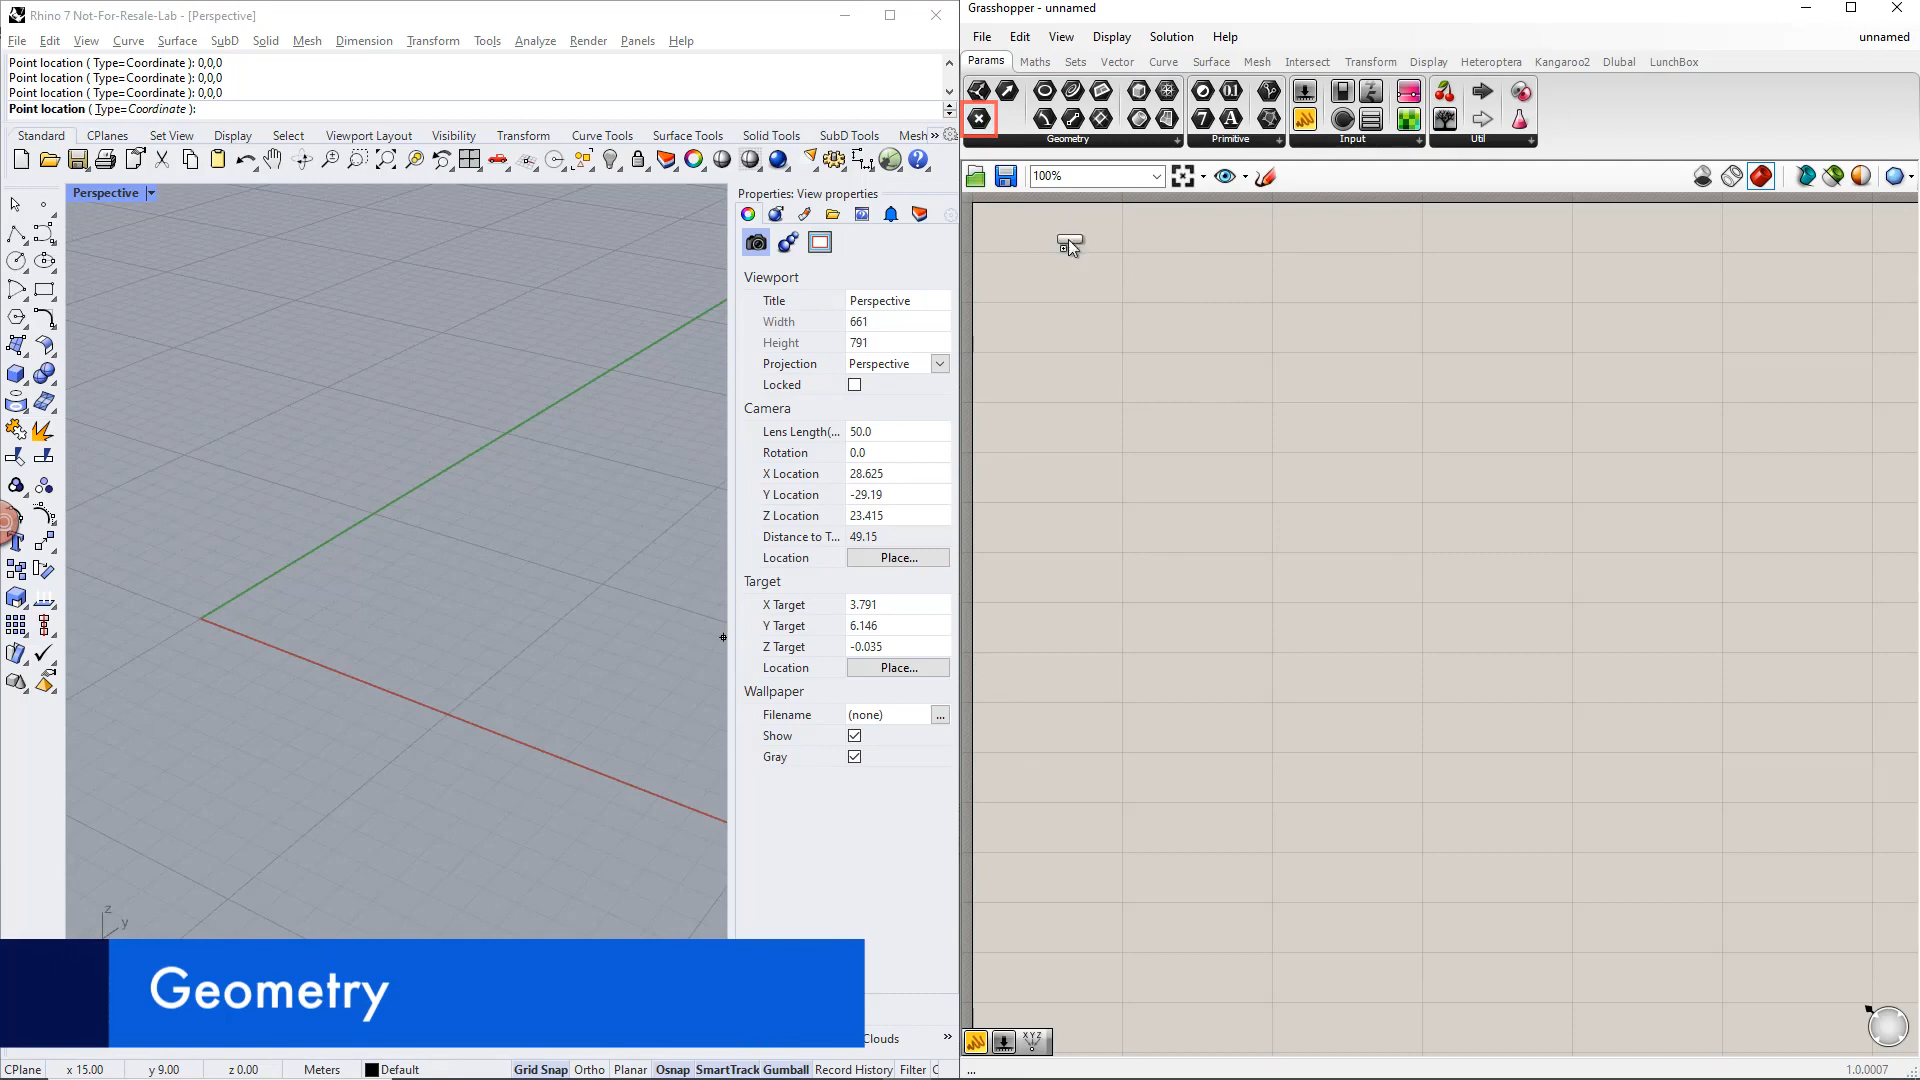 Rhino 7 Not-For-Resale-Lab - [Perspective]
File Edit View Curve Surface SubD Solid Mesh Dimension Transform Tools Analyze Render Panels Help
Point location ( Type=Coordinate ): 0,0,0
Point location ( Type=Coordinate ): 0,0,0
Point location ( Type=Coordinate ): 0,0,0
Point location ( Type=Coordinate ):
Standard CPlanes Set View Display Select Viewport Layout Visibility Transform Curve Tools Surface Tools Solid Tools SubD Tools Mesh »
Perspective
Properties: View properties
Viewport
Title Perspective
Width 661
Height 791
Projection Perspective
Locked
Camera
Lens Length(... 50.0
Rotation 0.0
X Location 28.625
Y Location -29.19
Z Location 23.415
Distance to T... 49.15
Location Place...
Target
X Target 3.791
Y Target 6.146
Z Target -0.035
Location Place...
Wallpaper
Filename (none) ...
Show
Gray
z
y
Geometry
Clouds »
CPlane x 15.00 y 9.00 z 0.00 Meters Default Grid Snap Ortho Planar Osnap SmartTrack Gumball Record History Filter C
Grasshopper - unnamed
File Edit View Display Solution Help unnamed
Params Maths Sets Vector Curve Surface Mesh Intersect Transform Display Heteroptera Kangaroo2 Dlubal LunchBox
Geometry Primitive Input Util
100%
XYZ
... 1.0.0007